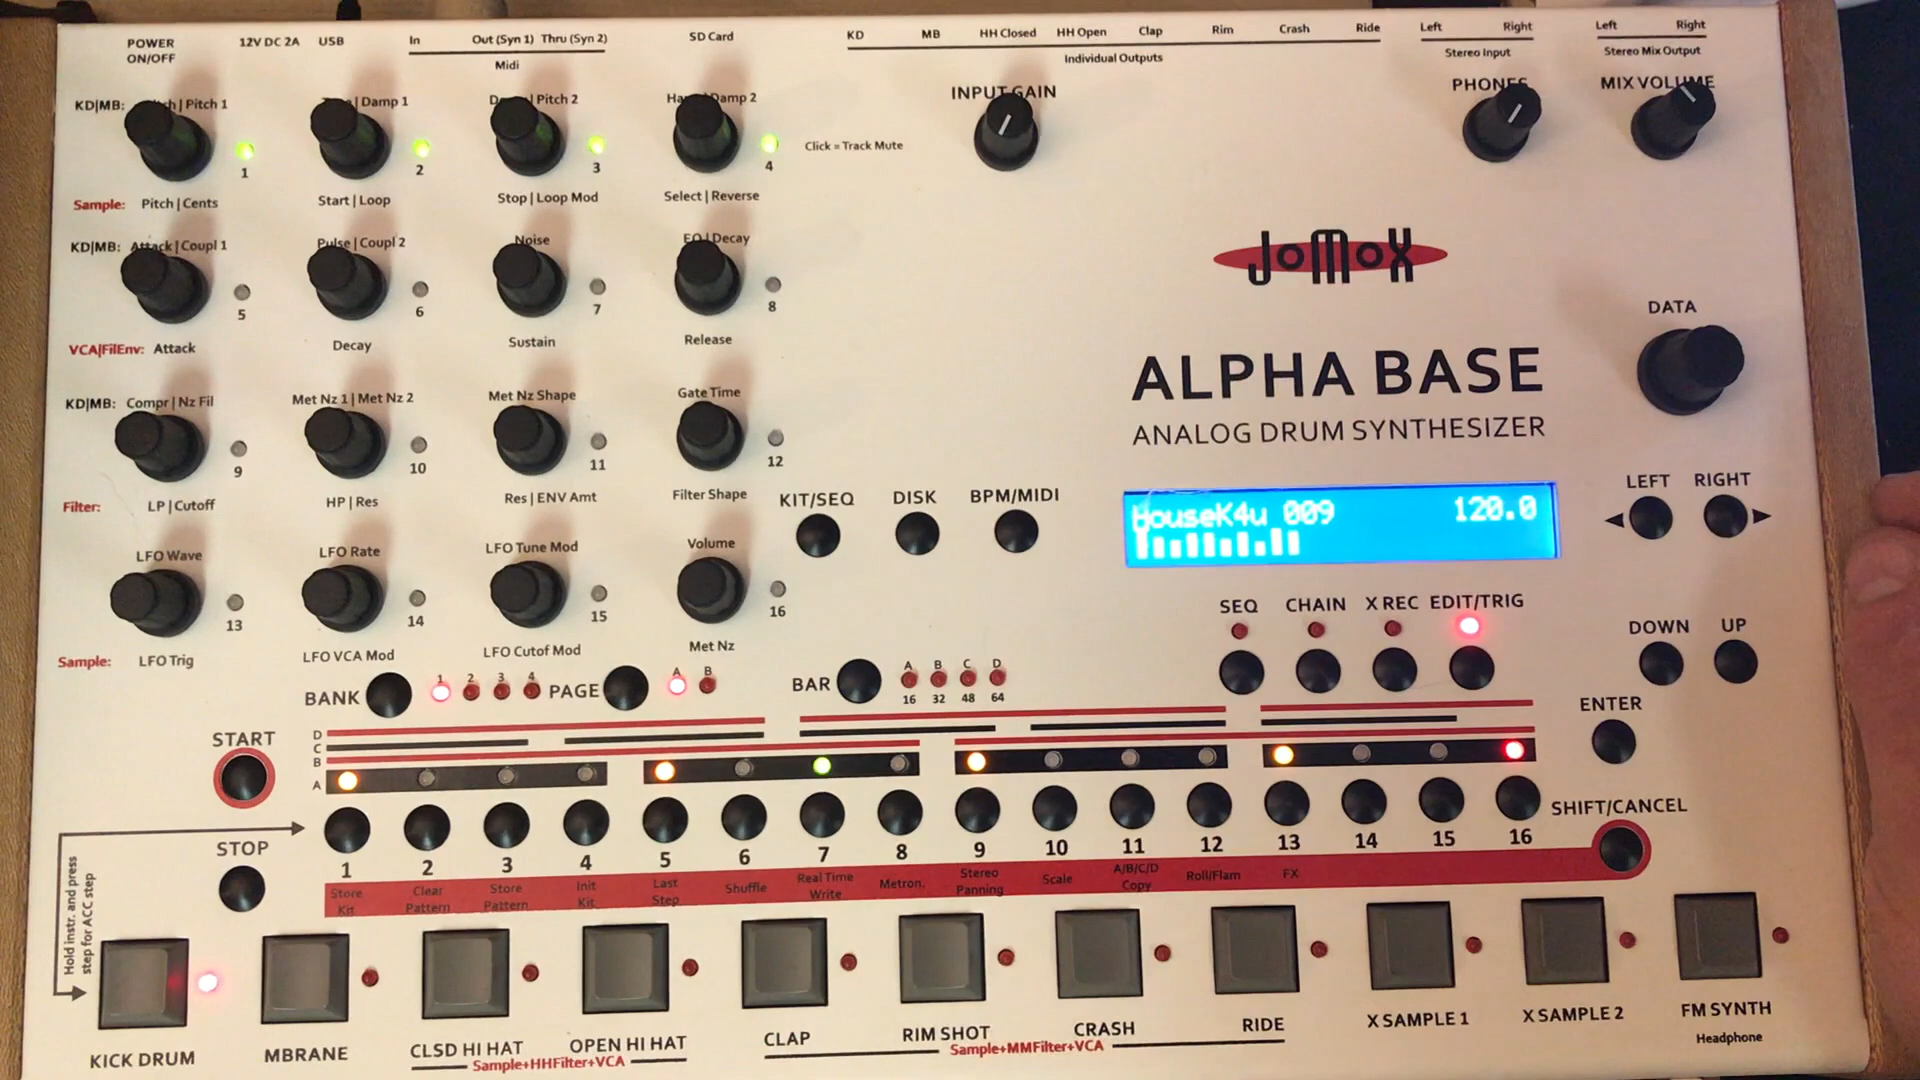 POWER
ON/OFF
12V DC 2A
USB
In
Out (Syn 1)
Thru (Syn 2)
Midi
SD Card
KD
MB
HH Closed
HH Open
Clap
Rim
Crash
Ride
Individual Outputs
Left
Right
Stereo Input
Left
Right
Stereo Mix Output
KD|MB:
| Pitch 1
| Damp 1
Pitch 2
Damp 2
INPUT GAIN
PHONES
MIX VOLUME
1
2
3
4
Click = Track Mute
Sample:
Pitch | Cents
Start | Loop
Stop | Loop Mod
Select | Reverse
KD|MB:
Attack | Coupl 1
Pulse | Coupl 2
Noise
EQ | Decay
JoMoX
5
6
7
8
DATA
VCA|FilEnv:
Attack
Decay
Sustain
Release
ALPHA BASE
ANALOG DRUM SYNTHESIZER
KD|MB:
Compr | Nz Fil
Met Nz 1 | Met Nz 2
Met Nz Shape
Gate Time
9
10
11
12
Filter:
LP | Cutoff
HP | Res
Res | ENV Amt
Filter Shape
KIT/SEQ
DISK
BPM/MIDI
HouseK4u 009 120.0
LEFT
RIGHT
LFO Wave
LFO Rate
LFO Tune Mod
Volume
13
14
15
16
SEQ
CHAIN
X REC
EDIT/TRIG
DOWN
UP
Sample:
LFO Trig
LFO VCA Mod
LFO Cutof Mod
Met Nz
BANK
1
2
3
4
PAGE
A
B
BAR
A
B
C
D
16
32
48
64
ENTER
START
D
C
B
A
SHIFT/CANCEL
STOP
1
2
3
4
5
6
7
8
9
10
11
12
13
14
15
16
Store
Kit
Clear
Pattern
Store
Pattern
Init
Kit
Last
Step
Shuffle
Real Time
Write
Metron.
Stereo
Panning
Scale
A/B/C/D
Copy
Roll/Flam
FX
Hold instr. and press
step for ACC step
KICK DRUM
MBRANE
CLSD HI HAT
OPEN HI HAT
Sample+HHFilter+VCA
CLAP
RIM SHOT
CRASH
RIDE
Sample+MMFilter+VCA
X SAMPLE 1
X SAMPLE 2
FM SYNTH
Headphone